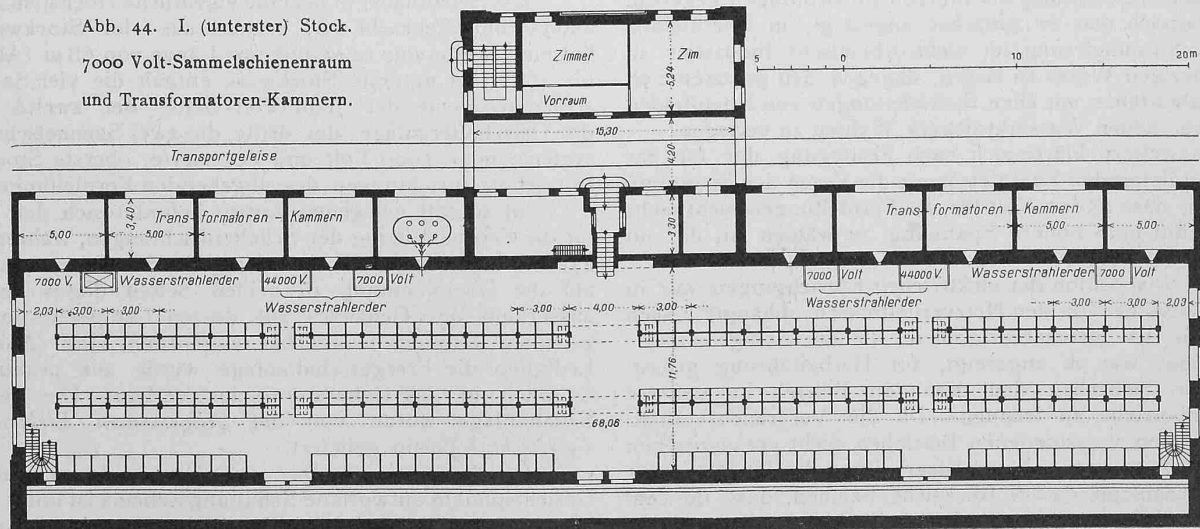 Abb. 44. I. (unterster) Stock.
7000 Volt-Sammelschienenraum
und Transformatoren-Kammern.
Zimmer
Zim
Vorraum
5,24
5 0 10 20m
15,30
4,20
Transportgeleise
3,40
Trans-formatoren-Kammern
5,00 5.00
3,70
Trans-formatoren-Kammern
5,00 5,00
7000 V. Wasserstrahlerder 44000 V. 7000 Volt
Wasserstrahlerder
7000 Volt 44000 V. Wasserstrahlerder 7000 Volt
Wasserstrahlerder
2,03 3,00 3,00 3,00 4,00 3,00 3,00 3,00 2,03
11,76
68,06